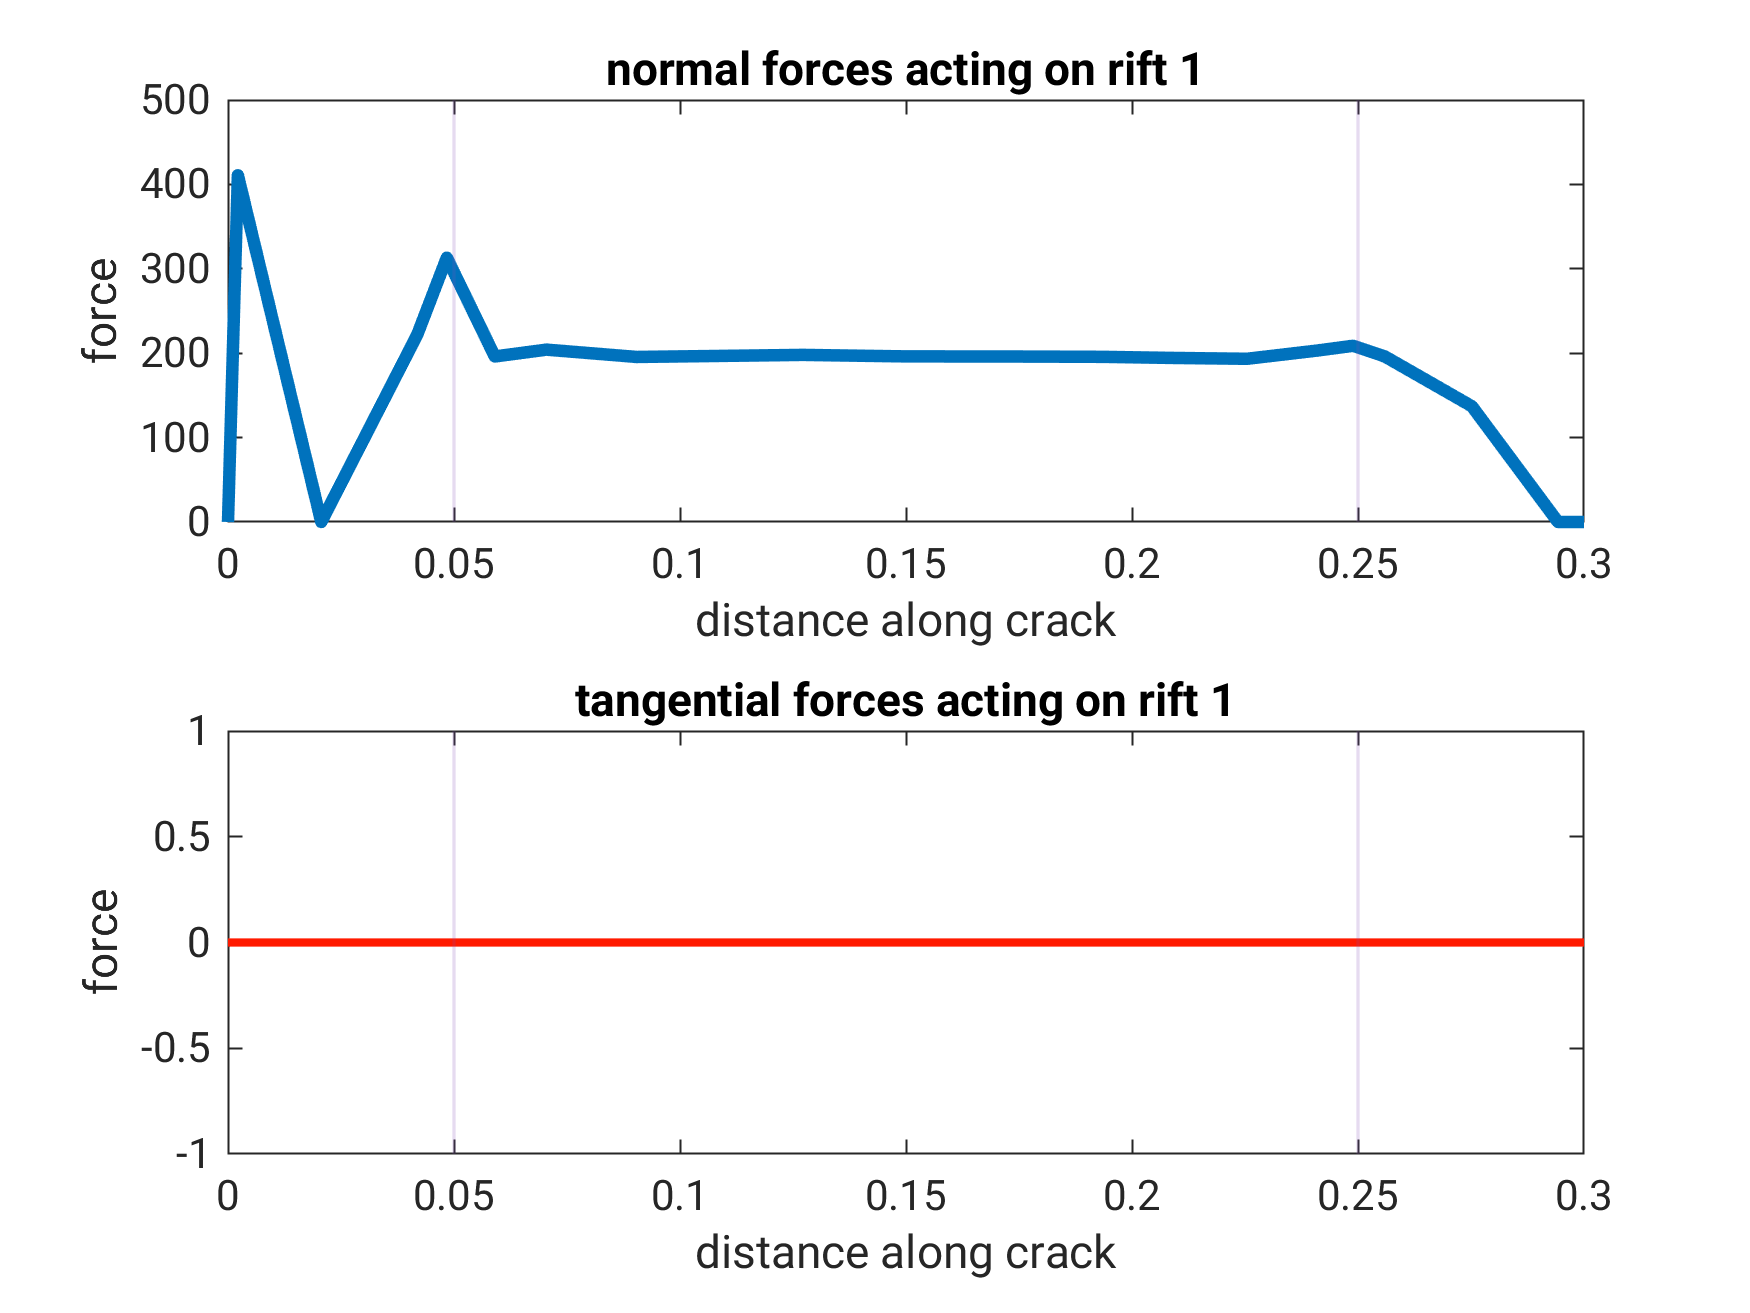 normal forces acting on rift 1
500
400
300
200
100
0
force
0 0.05 0.1 0.15 0.2 0.25 0.3
distance along crack
tangential forces acting on rift 1
1
0.5
0
-0.5
-1
force
0 0.05 0.1 0.15 0.2 0.25 0.3
distance along crack